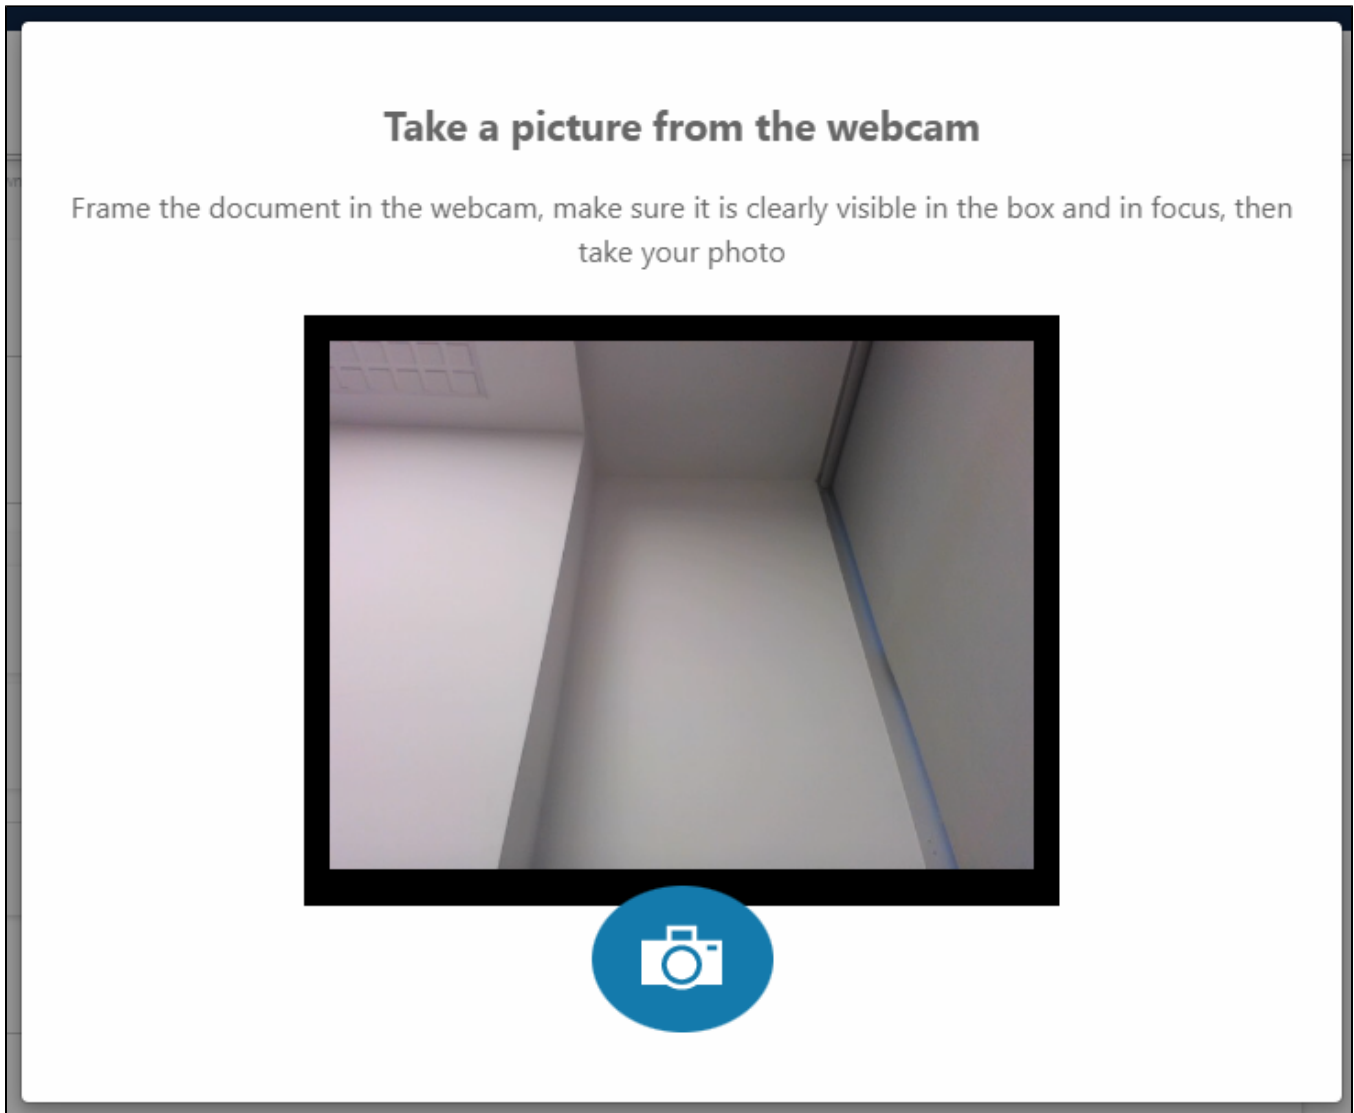 Take a picture from the webcam
Frame the document in the webcam, make sure it is clearly visible in the box and in focus, then
take your photo